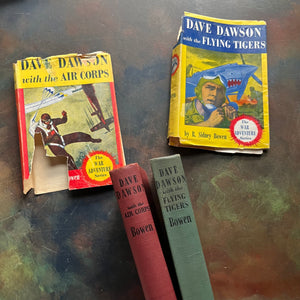 DAVE DAWSON
with the AIR CORPS
Bowen
The
WAR
ADVENTURE
Series
DAVE DAWSON
with the FLYING TIGERS
by R. Sidney Bowen
The
WAR
ADVENTURE
Series
DAVE
DAWSON
with the
AIR CORPS
Bowen
DAVE
DAWSON
with the
FLYING
TIGERS
Bowen